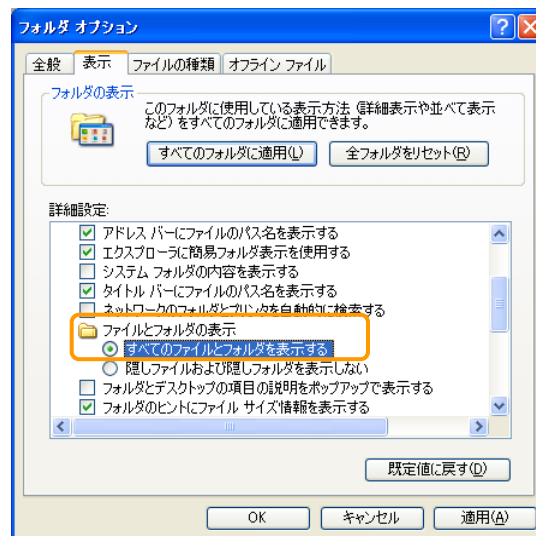 フォルダ オプション
全般 表示 ファイルの種類 オフライン ファイル
フォルダの表示
このフォルダに使用している表示方法 (詳細表示や並べて表示
など) をすべてのフォルダに適用できます。
すべてのフォルダに適用(L) 全フォルダをリセット(R)
詳細設定:
アドレス バーにファイルのパス名を表示する
エクスプローラに簡易フォルダ表示を使用する
システム フォルダの内容を表示する
タイトル バーにファイルのパス名を表示する
ネットワークのフォルダとプリンタを自動的に検索する
ファイルとフォルダの表示
すべてのファイルとフォルダを表示する
隠しファイルおよび隠しフォルダを表示しない
フォルダとデスクトップの項目の説明をポップアップで表示する
フォルダのヒントにファイル サイズ情報を表示する
既定値に戻す(D)
OK キャンセル 適用(A)